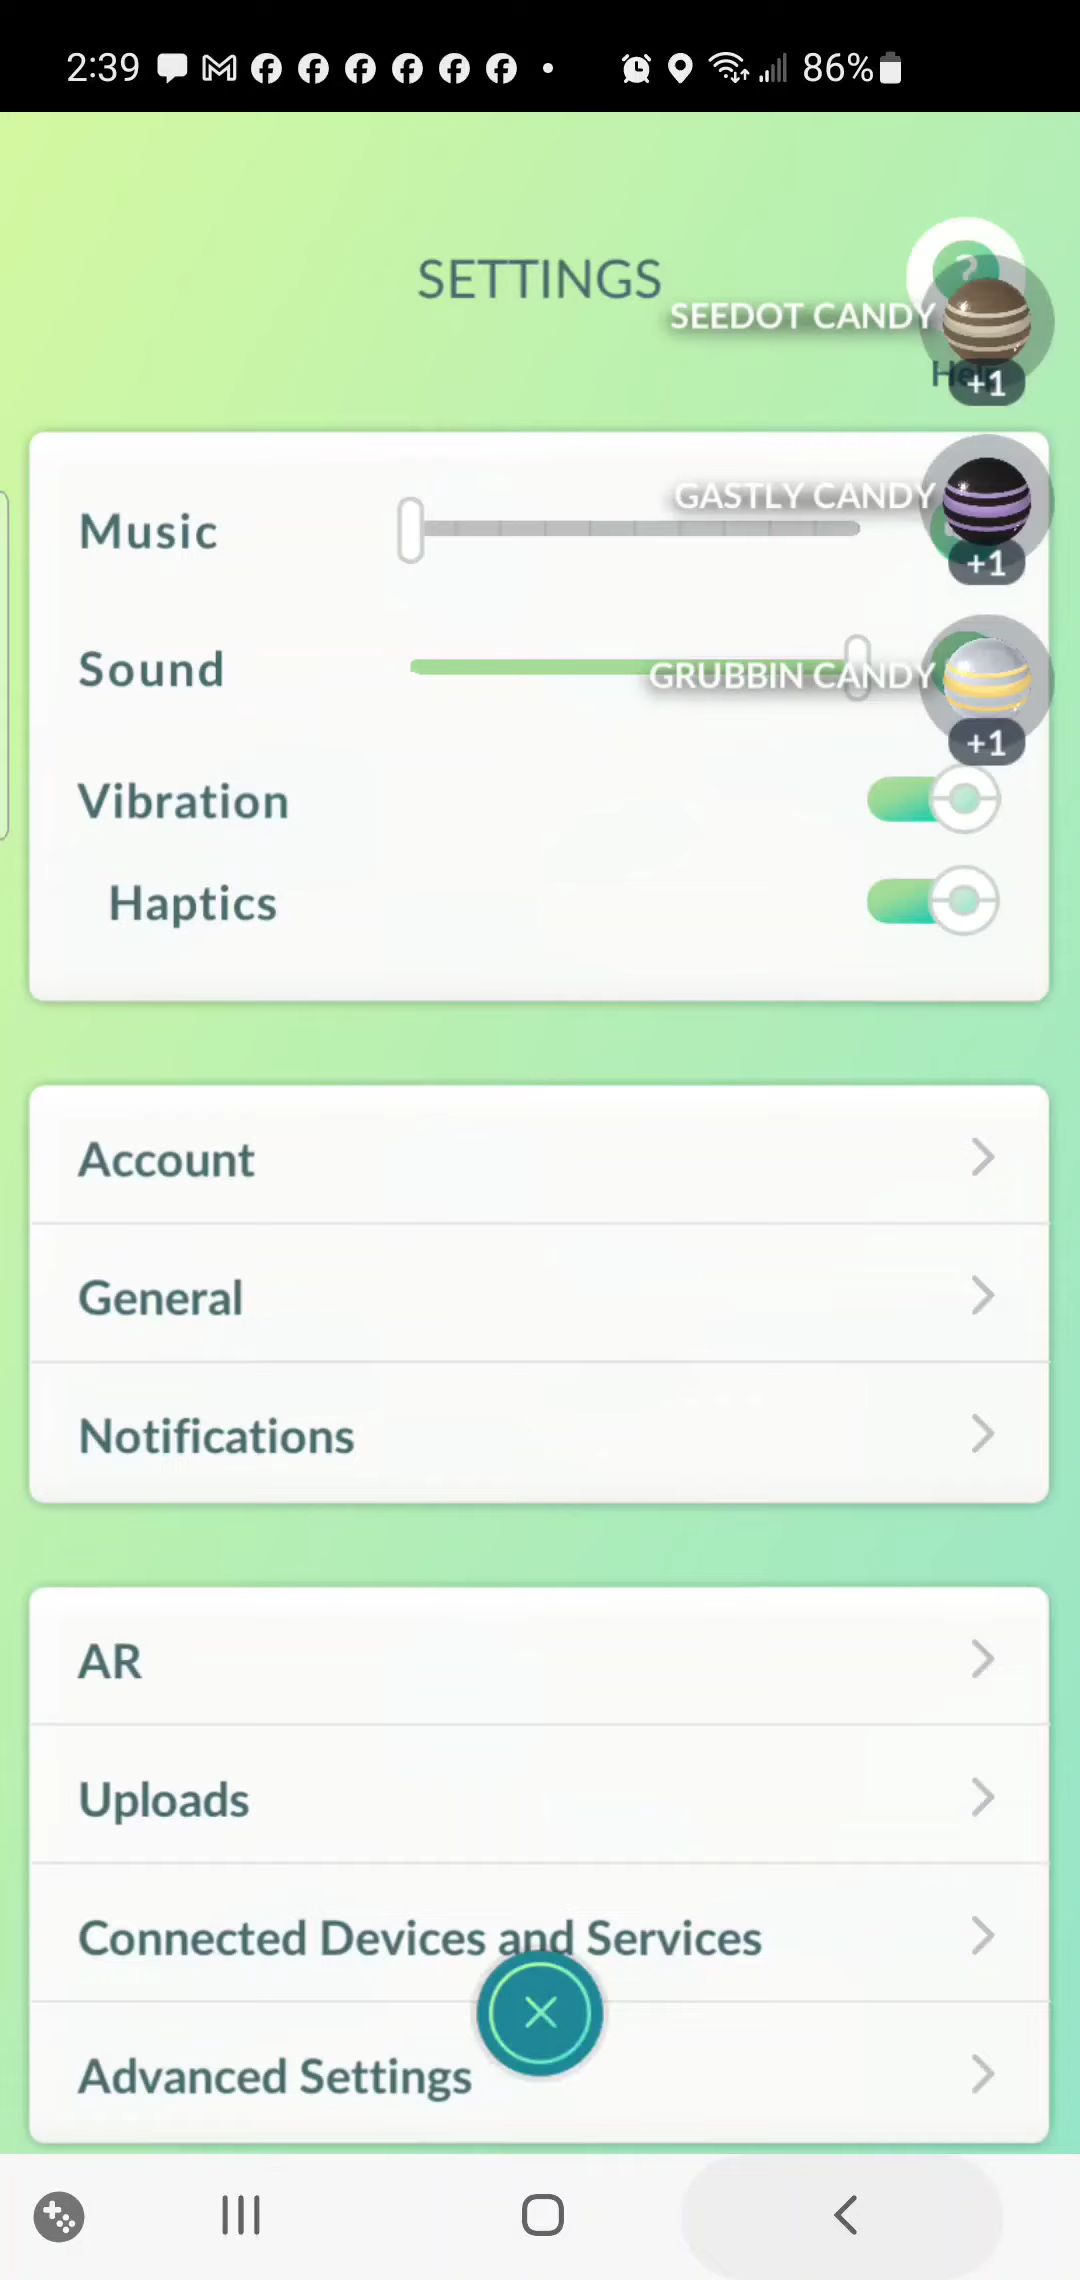 2:39
86%
SETTINGS
?
SEEDOT CANDY
Help
+1
Music
GASTLY CANDY
+1
Sound
GRUBBIN CANDY
+1
Vibration
Haptics
Account
General
Notifications
AR
Uploads
Connected Devices and Services
Advanced Settings